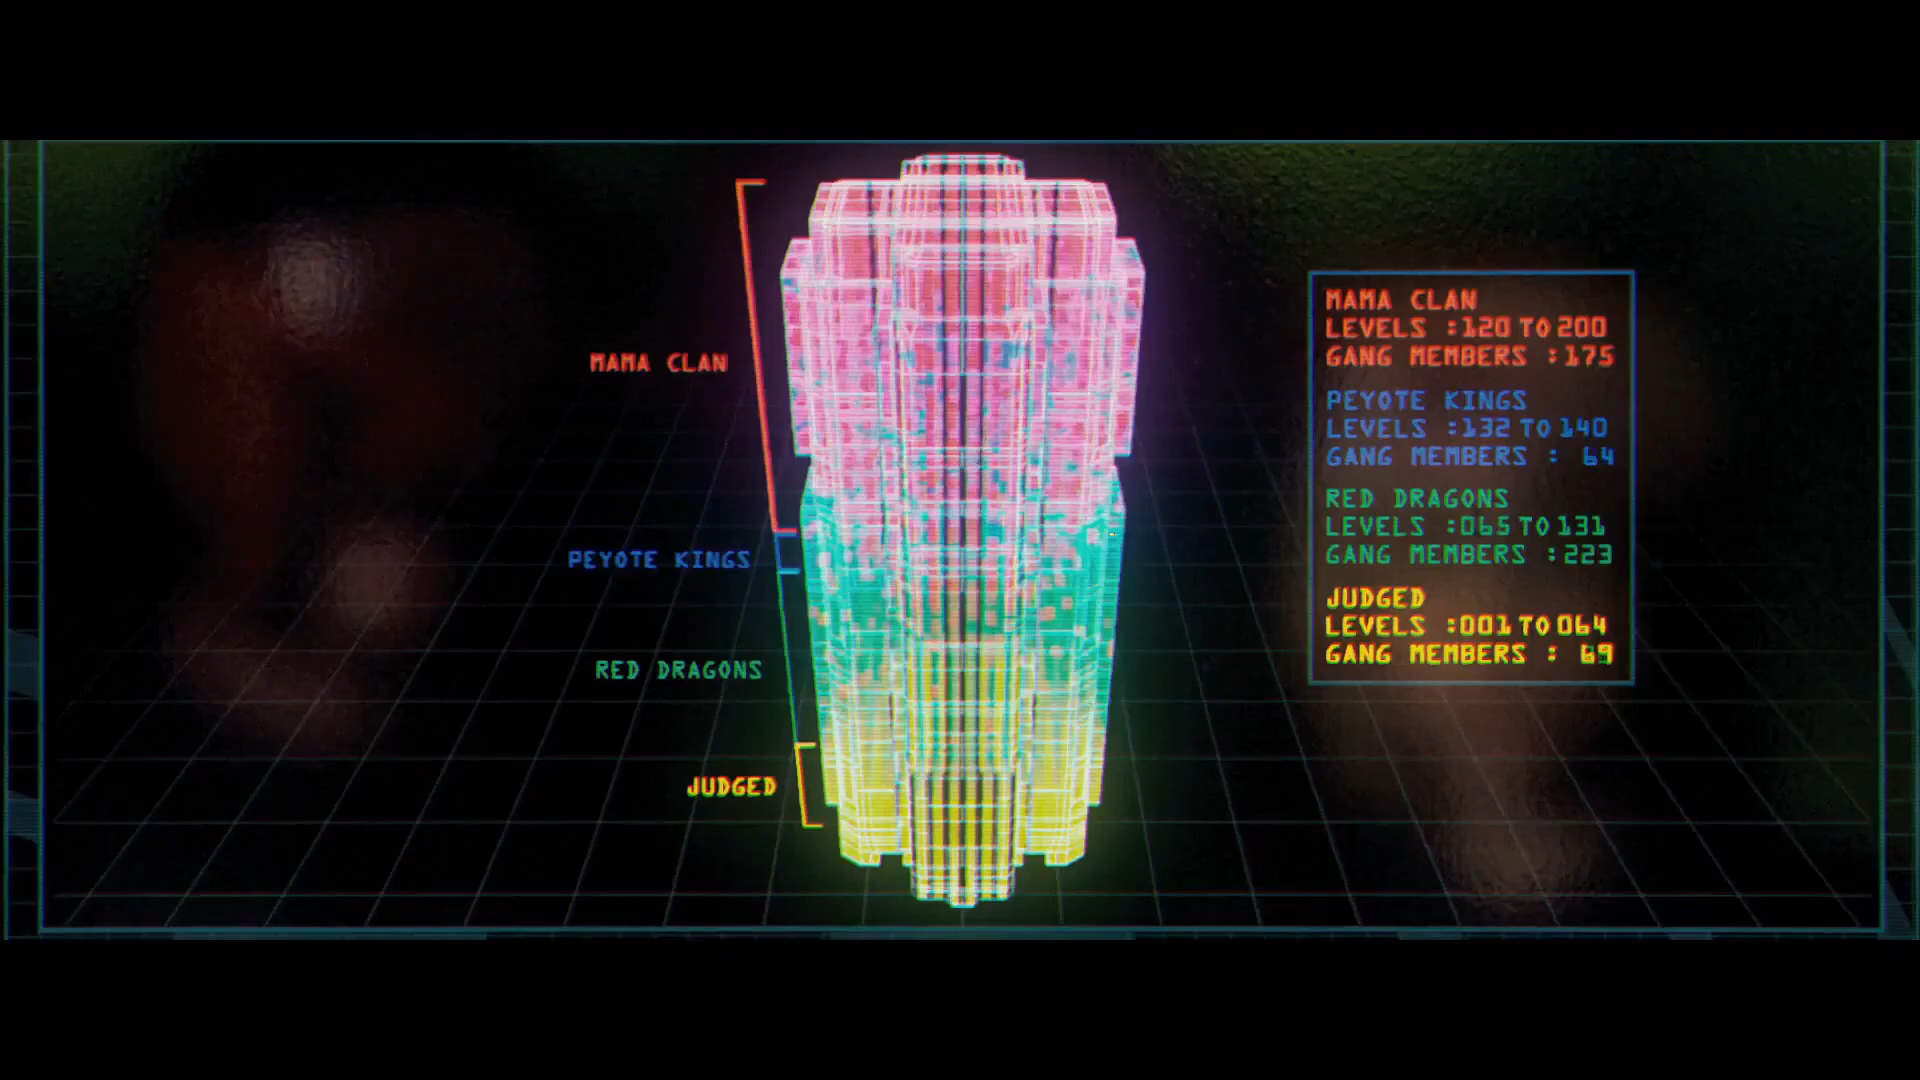 MAMA CLAN
PEYOTE KINGS
RED DRAGONS
JUDGED
MAMA CLAN
LEVELS :120 TO 200
GANG MEMBERS :175
PEYOTE KINGS
LEVELS :132 TO 140
GANG MEMBERS : 64
RED DRAGONS
LEVELS :065 TO 131
GANG MEMBERS :223
JUDGED
LEVELS :001 TO 064
GANG MEMBERS : 69